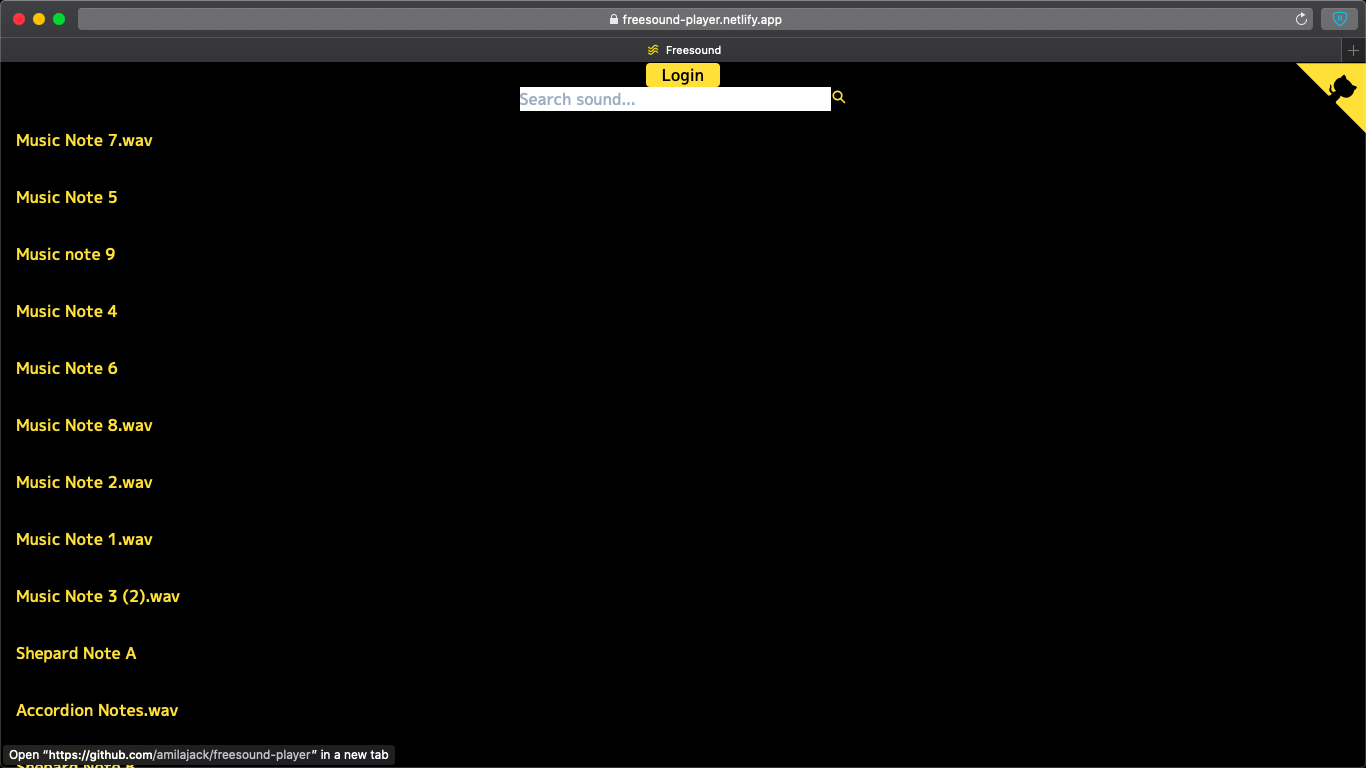 freesound-player.netlify.app
Freesound
Login
Search sound...
Music Note 7.wav
Music Note 5
Music note 9
Music Note 4
Music Note 6
Music Note 8.wav
Music Note 2.wav
Music Note 1.wav
Music Note 3 (2).wav
Shepard Note A
Accordion Notes.wav
Open "https://github.com/amilajack/freesound-player" in a new tab
Shepard Note B